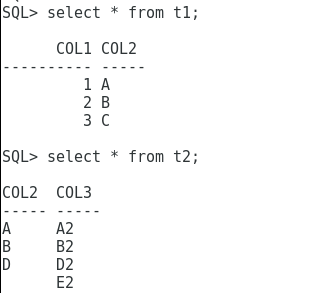 SQL> select * from t1;
COL1 COL2
---------- -----
1 A
2 B
3 C
SQL> select * from t2;
COL2 COL3
----- -----
A A2
B B2
D D2
E2